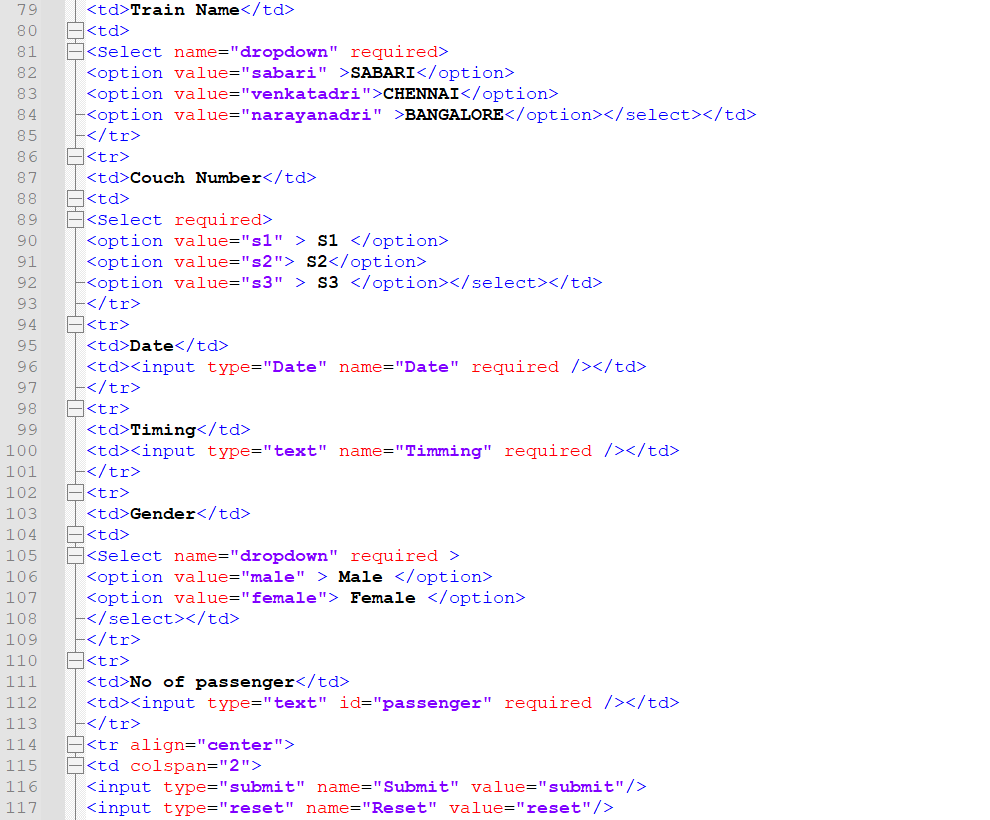 79 <td>Train Name</td>
80 <td>
81 <Select name="dropdown" required>
82 <option value="sabari" >SABARI</option>
83 <option value="venkatadri">CHENNAI</option>
84 <option value="narayanadri" >BANGALORE</option></select></td>
85 </tr>
86 <tr>
87 <td>Couch Number</td>
88 <td>
89 <Select required>
90 <option value="s1" > S1 </option>
91 <option value="s2"> S2</option>
92 <option value="s3" > S3 </option></select></td>
93 </tr>
94 <tr>
95 <td>Date</td>
96 <td><input type="Date" name="Date" required /></td>
97 </tr>
98 <tr>
99 <td>Timing</td>
100 <td><input type="text" name="Timming" required /></td>
101 </tr>
102 <tr>
103 <td>Gender</td>
104 <td>
105 <Select name="dropdown" required >
106 <option value="male" > Male </option>
107 <option value="female"> Female </option>
108 </select></td>
109 </tr>
110 <tr>
111 <td>No of passenger</td>
112 <td><input type="text" id="passenger" required /></td>
113 </tr>
114 <tr align="center">
115 <td colspan="2">
116 <input type="submit" name="Submit" value="submit"/>
117 <input type="reset" name="Reset" value="reset"/>